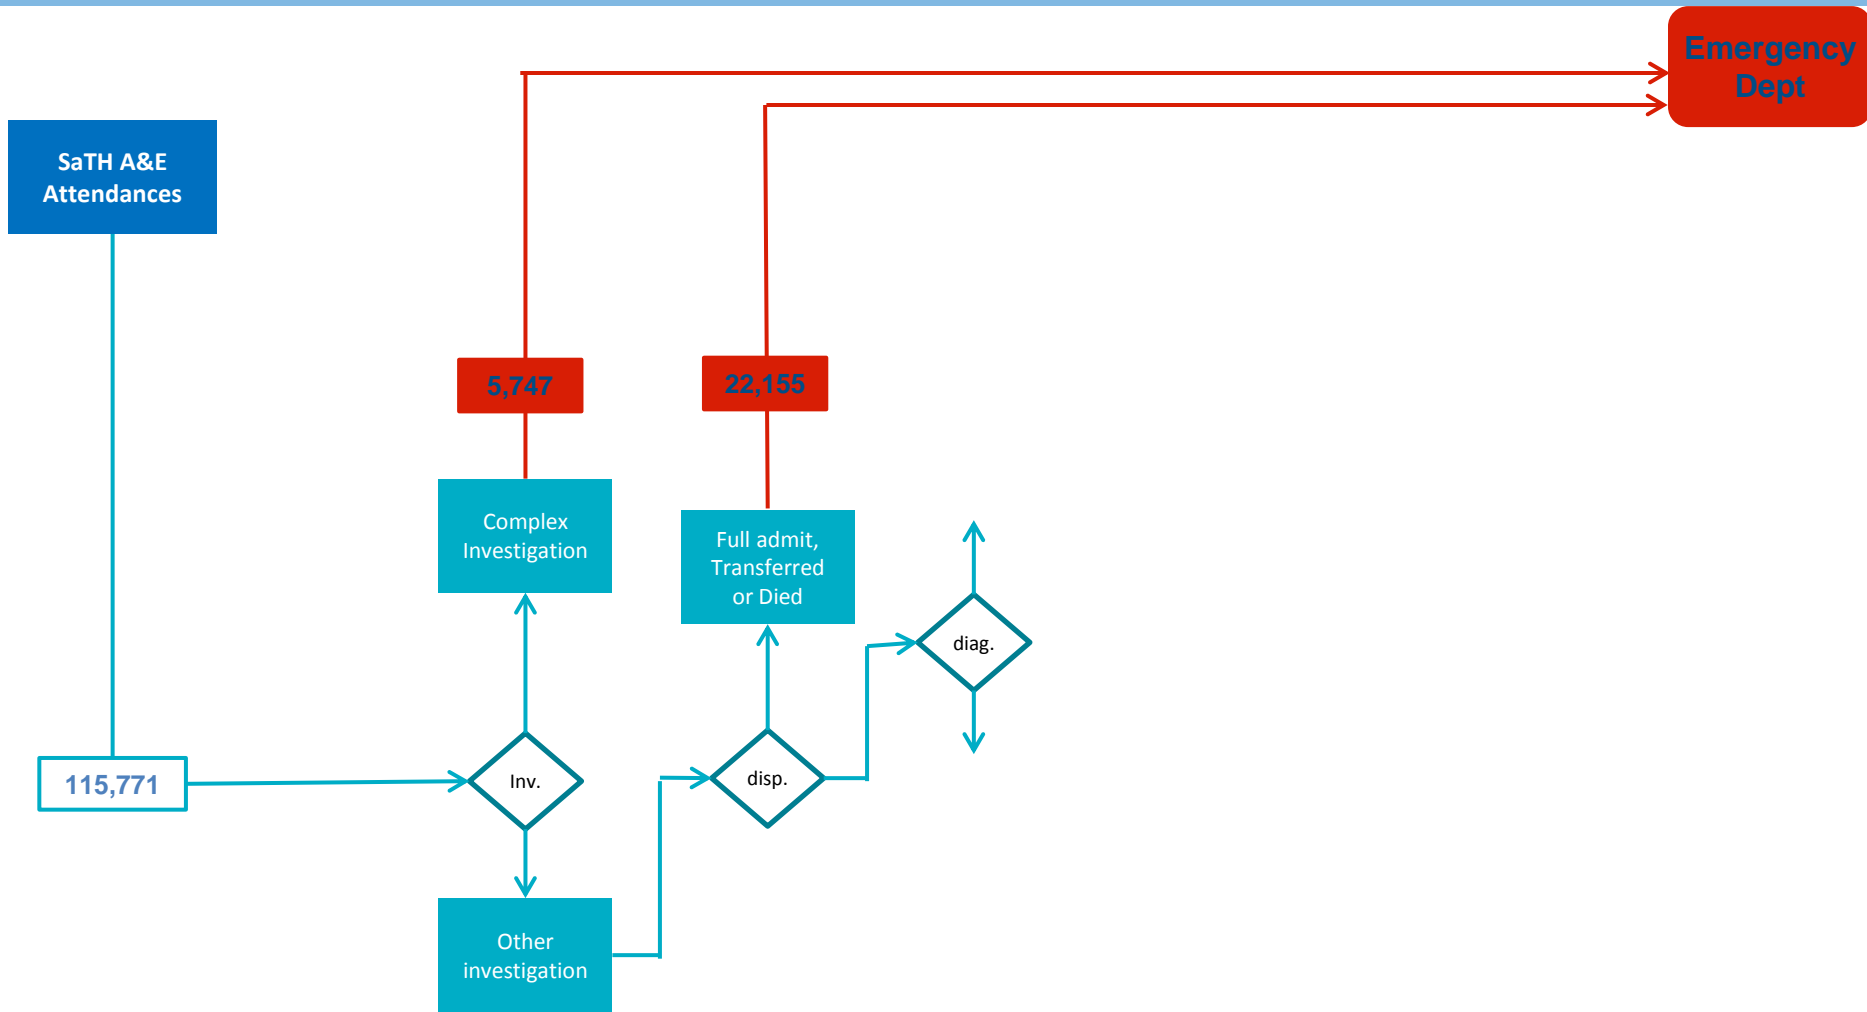 Emergency
Dept
SaTH A&E
Attendances
5,747
22,155
Complex
Investigation
Full admit,
Transferred
or Died
diag.
115,771
Inv.
disp.
Other
investigation